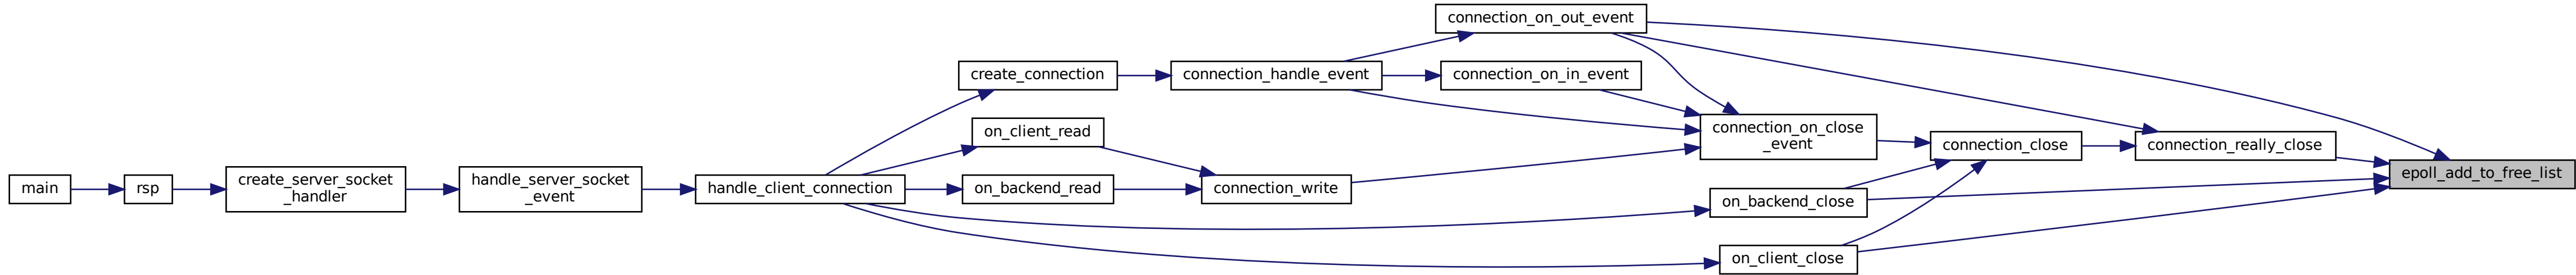 main
rsp
create_server_socket
_handler
handle_server_socket
_event
handle_client_connection
create_connection
on_client_read
on_backend_read
connection_handle_event
connection_write
connection_on_out_event
connection_on_in_event
connection_on_close
_event
on_backend_close
on_client_close
connection_close
connection_really_close
epoll_add_to_free_list